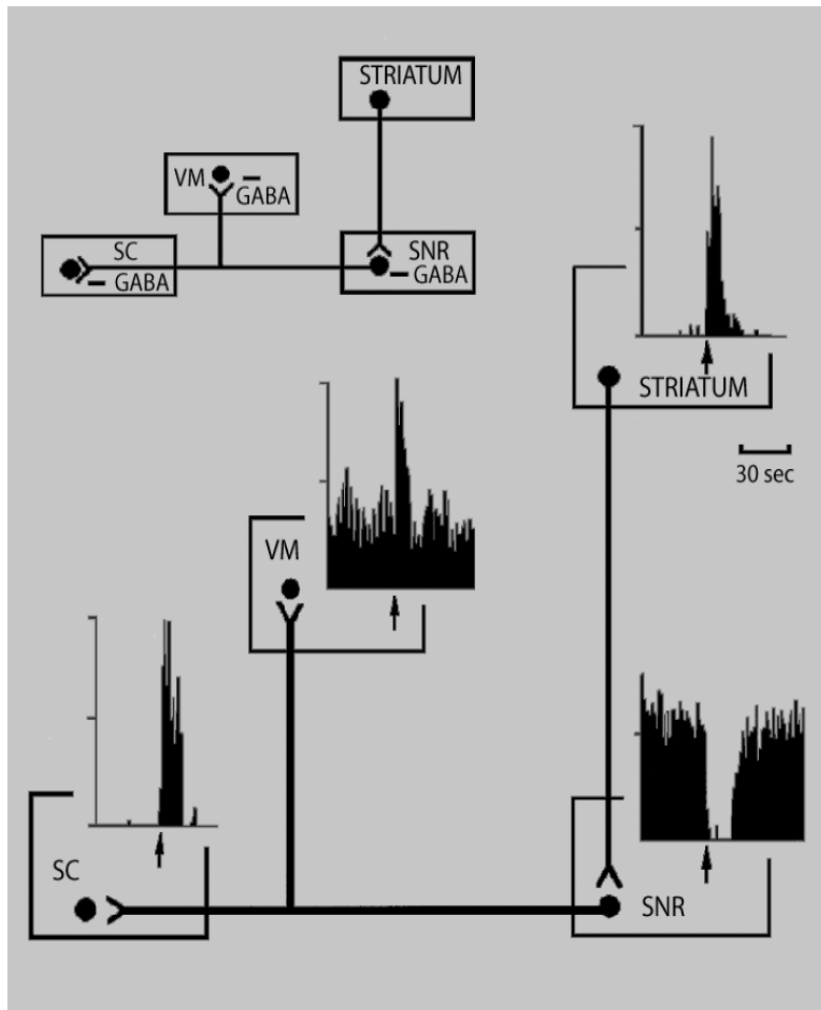 STRIATUM
VM
GABA
SC
GABA
SNR
GABA
STRIATUM
30 sec
VM
SC
SNR